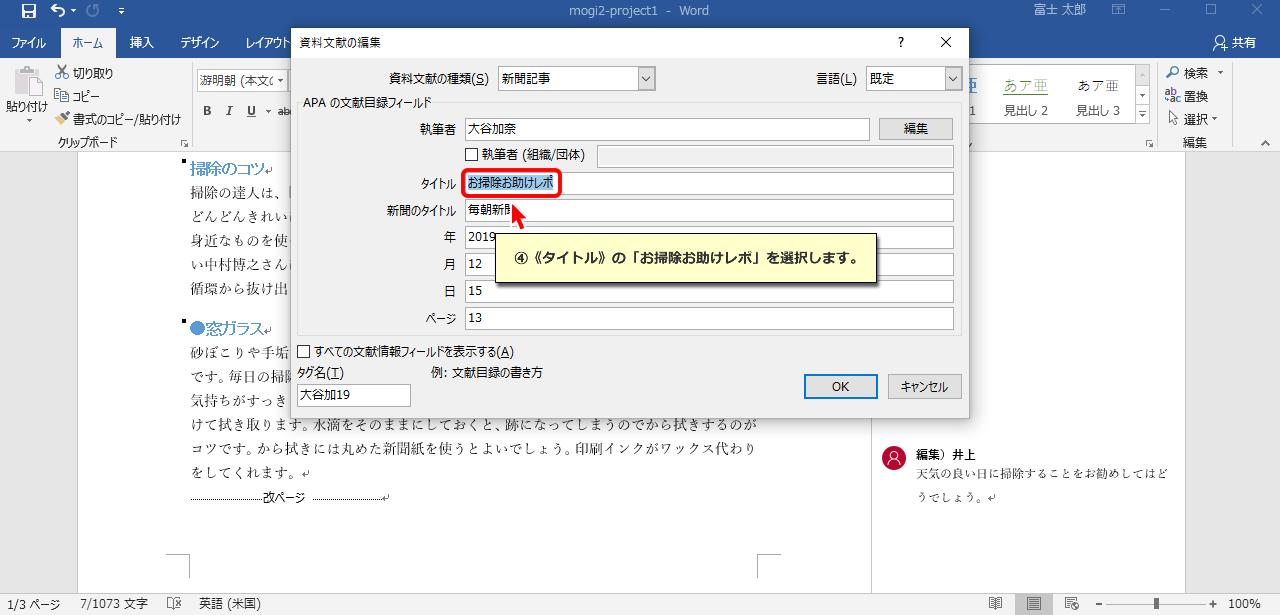 mogi2-project1 - Word
富士 太郎
ファイル
ホーム
挿入
デザイン
レイアウト
共有
貼り付け
切り取り
コピー
書式のコピー/貼り付け
クリップボード
游明朝 (本文の
B I U abc
あア亜
あア亜
1
見出し 2
見出し 3
検索
置換
選択
編集
資料文献の編集
?
資料文献の種類(S)
新聞記事
言語(L)
既定
APA の文献目録フィールド
執筆者
大谷加奈
編集
執筆者 (組織/団体)
タイトル
お掃除お助けレポ
新聞のタイトル
毎朝新聞
年
2019
月
12
日
15
ページ
13
④《タイトル》の「お掃除お助けレポ」を選択します。
すべての文献情報フィールドを表示する(A)
タグ名(T)
例: 文献目録の書き方
大谷加19
OK
キャンセル
掃除のコツ
掃除の達人は、
どんどんきれい
身近なものを使
い中村博之さん
循環から抜け出
●窓ガラス
砂ぼこりや手垢
です。毎日の掃除
気持ちがすっき
けて拭き取ります。水滴をそのままにしておくと、跡になってしまうのでから拭きするのが
コツです。から拭きには丸めた新聞紙を使うとよいでしょう。印刷インクがワックス代わり
をしてくれます。
改ページ
編集）井上
天気の良い日に掃除することをお勧めしてはど
うでしょう。
1/3 ページ
7/1073 文字
英語 (米国)
100%